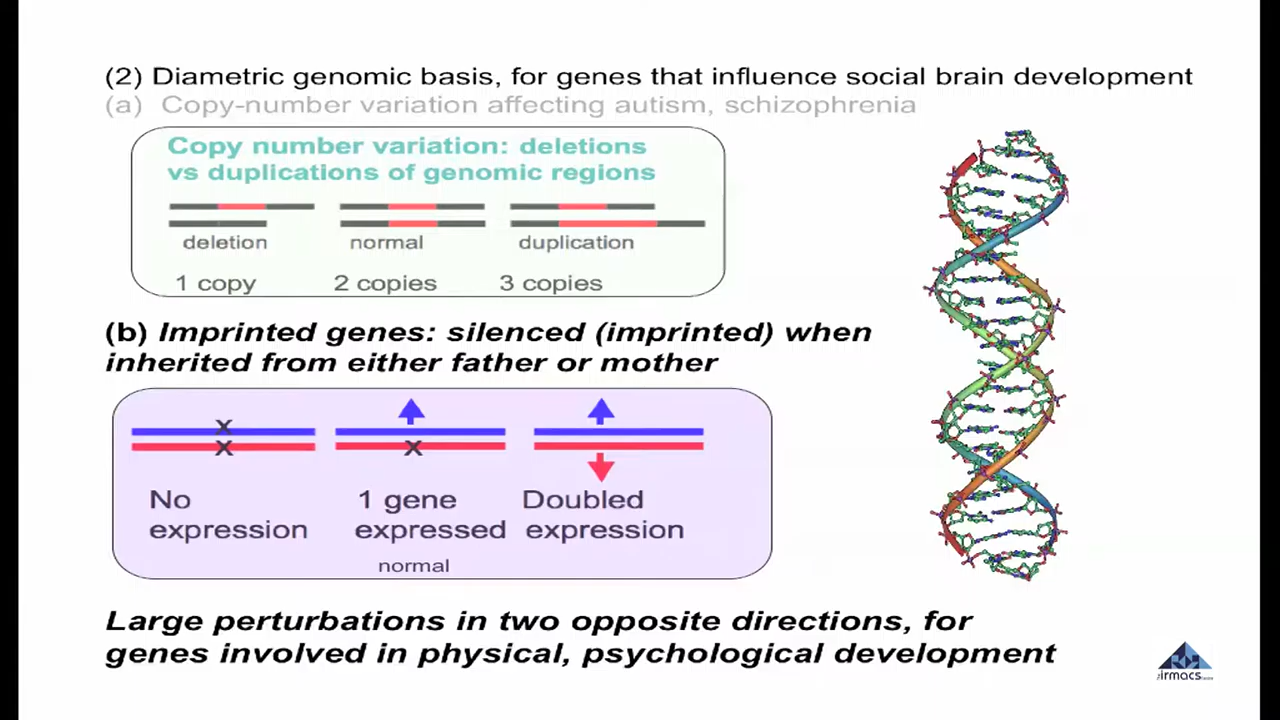 (2) Diametric genomic basis, for genes that influence social brain development
(a) Copy-number variation affecting autism, schizophrenia
Copy number variation: deletions
vs duplications of genomic regions
deletion normal duplication
1 copy 2 copies 3 copies
(b) Imprinted genes: silenced (imprinted) when
inherited from either father or mother
x
x x
No 1 gene Doubled
expression expressed expression
normal
Large perturbations in two opposite directions, for
genes involved in physical, psychological development
irmacs